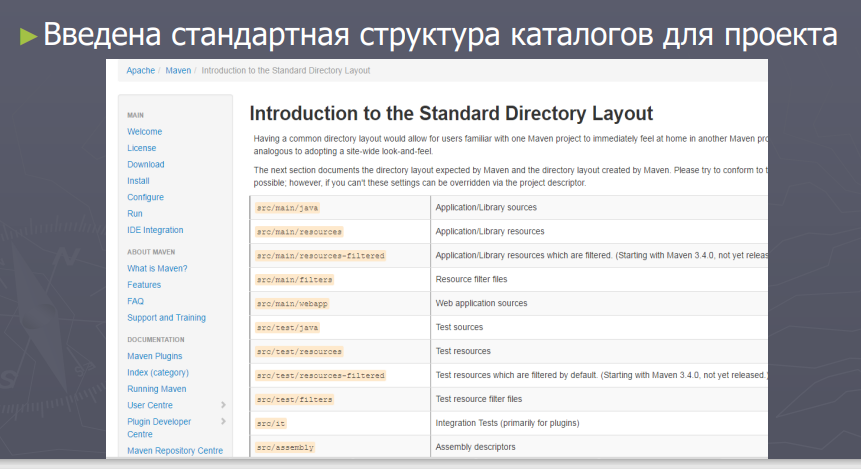 ►Введена стандартная структура каталогов для проекта
Apache / Maven / Introduction to the Standard Directory Layout
MAIN
Welcome
License
Download
Install
Configure
Run
IDE Integration
ABOUT MAVEN
What is Maven?
Features
FAQ
Support and Training
DOCUMENTATION
Maven Plugins
Index (category)
Running Maven
User Centre
Plugin Developer
Centre
Maven Repository Centre
Introduction to the Standard Directory Layout
Having a common directory layout would allow for users familiar with one Maven project to immediately feel at home in another Maven
analogous to adopting a site-wide look-and-feel.
The next section documents the directory layout expected by Maven and the directory layout created by Maven. Please try to conform to
possible; however, if you can't these settings can be overridden via the project descriptor.
src/main/java Application/Library sources
src/main/resources Application/Library resources
src/main/resources-filtered Application/Library resources which are filtered. (Starting with Maven 3.4.0, not yet
src/main/filters Resource filter files
src/main/webapp Web application sources
src/test/java Test sources
src/test/resources Test resources
src/test/resources-filtered Test resources which are filtered by default. (Starting with Maven 3.4.0, not yet released.)
src/test/filters Test resource filter files
src/it Integration Tests (primarily for plugins)
src/assembly Assembly descriptors